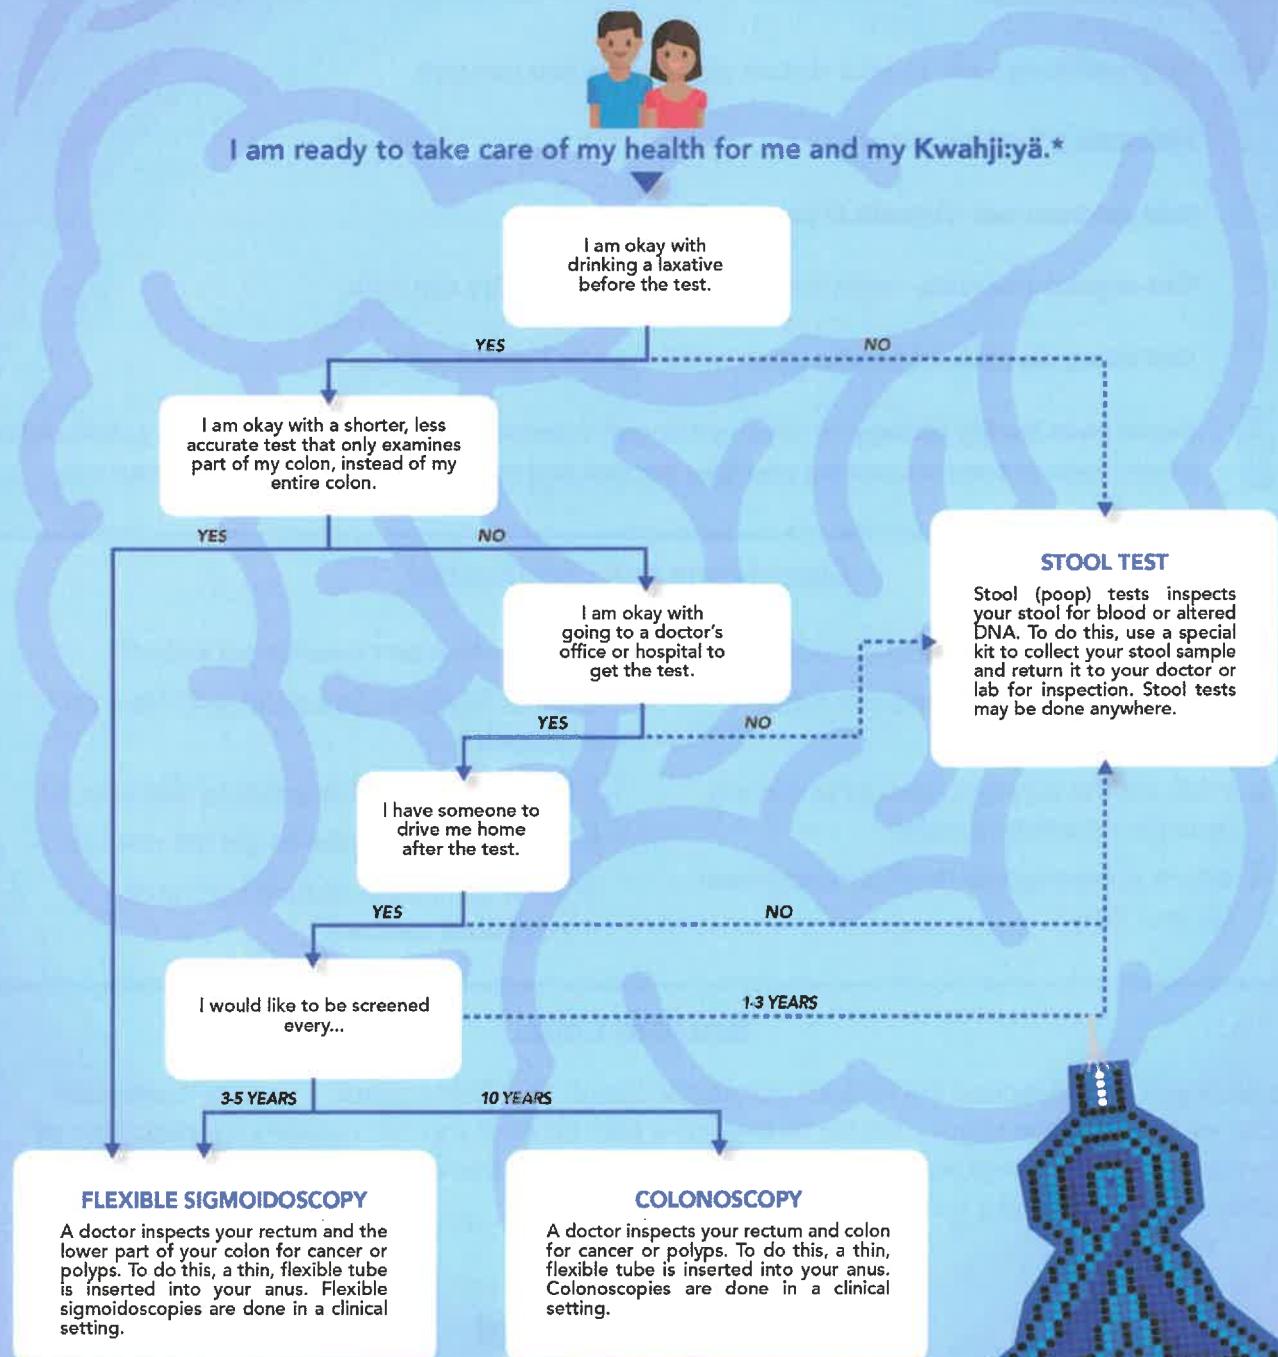 I am ready to take care of my health for me and my Kwahji:yä.*
I am okay with
drinking a laxative
before the test.
YES
NO
I am okay with a shorter, less
accurate test that only examines
part of my colon, instead of my
entire colon.
YES
NO
STOOL TEST
Stool (poop) tests inspects
your stool for blood or altered
DNA. To do this, use a special
kit to collect your stool sample
and return it to your doctor or
lab for inspection. Stool tests
may be done anywhere.
I am okay with
going to a doctor's
office or hospital to
get the test.
YES
NO
I have someone to
drive me home
after the test.
YES
NO
I would like to be screened
every...
1-3 YEARS
3-5 YEARS
10 YEARS
FLEXIBLE SIGMOIDOSCOPY
A doctor inspects your rectum and the
lower part of your colon for cancer or
polyps. To do this, a thin, flexible tube
is inserted into your anus. Flexible
sigmoidoscopies are done in a clinical
setting.
COLONOSCOPY
A doctor inspects your rectum and colon
for cancer or polyps. To do this, a thin,
flexible tube is inserted into your anus.
Colonoscopies are done in a clinical
setting.